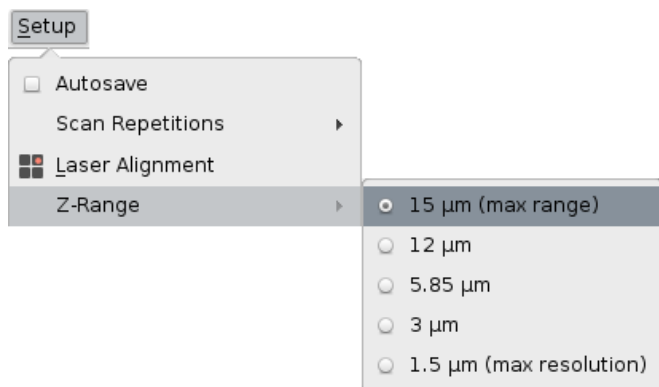 Setup
Autosave
Scan Repetitions
Laser Alignment
Z-Range
15 µm (max range)
12 µm
5.85 µm
3 µm
1.5 µm (max resolution)